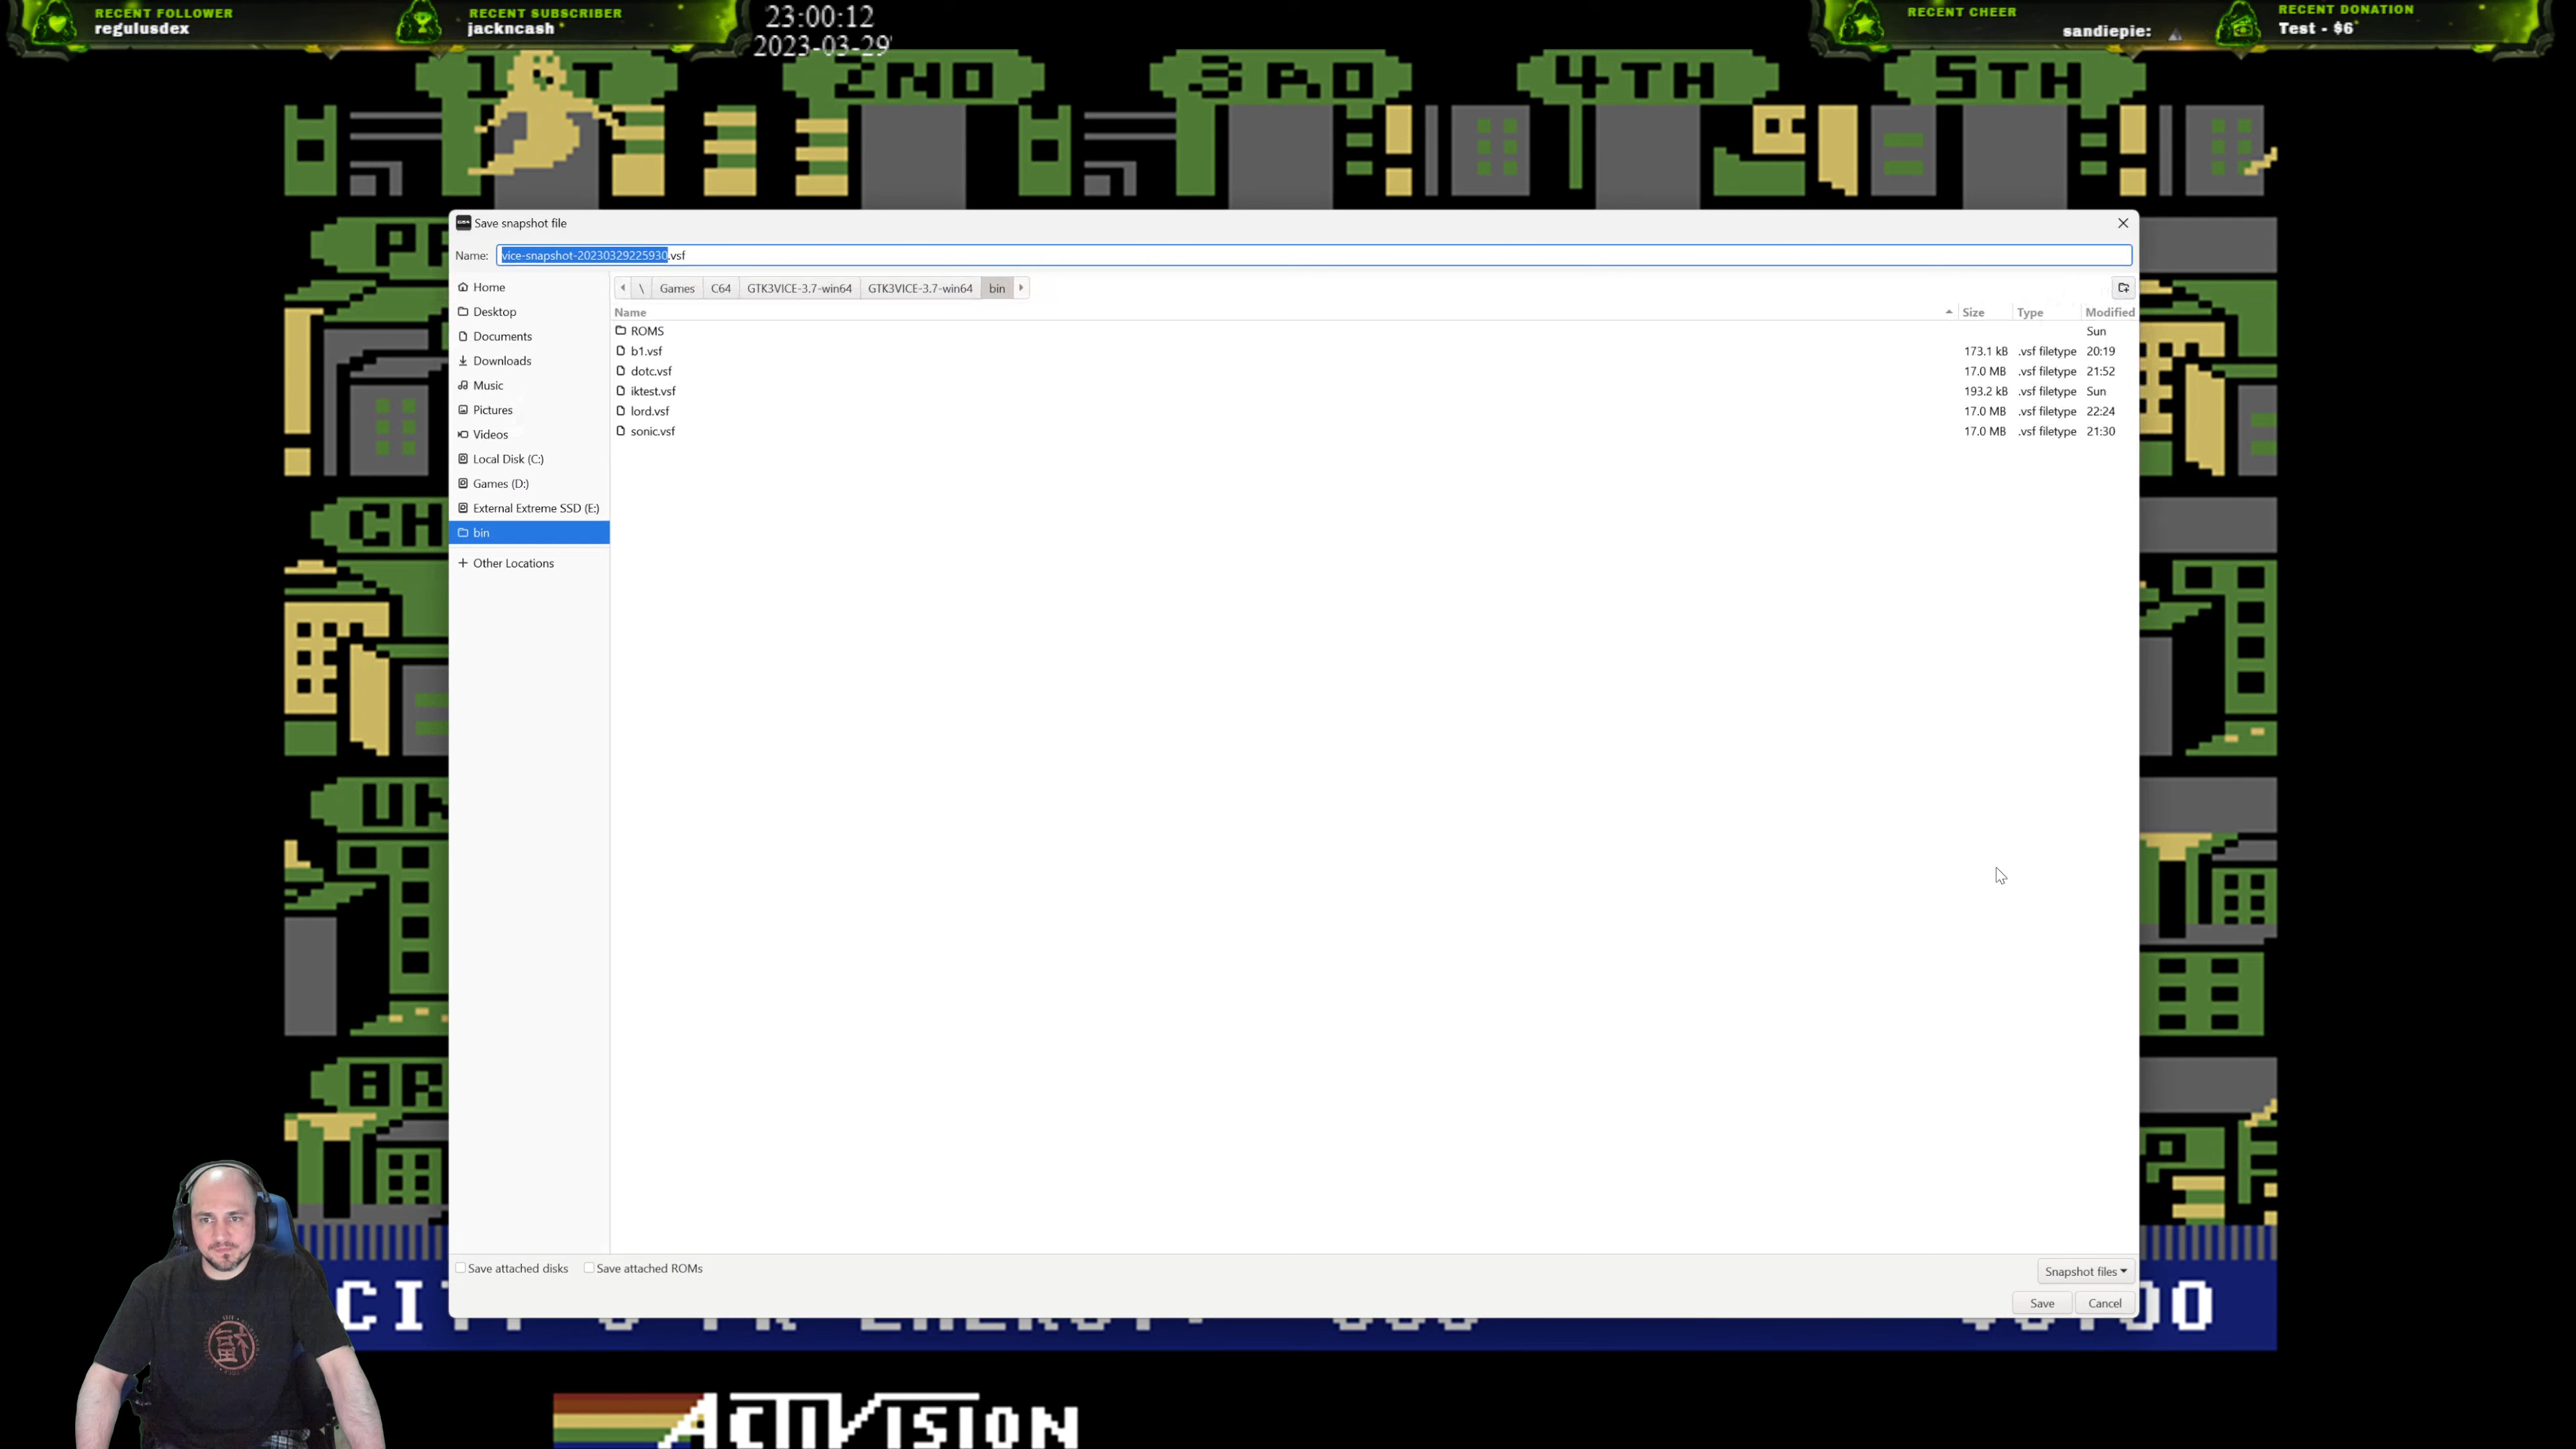 RECENT FOLLOWER
regulusdex
RECENT SUBSCRIBER
jackncash
23:00:12
2023-03-29
RECENT CHEER
sandiepie:
RECENT DONATION
Test - $6
2ND
3RD
4TH
5TH
Save snapshot file
Name: vice-snapshot-20230329225930.vsf
Home
Desktop
Documents
Downloads
Music
Pictures
Videos
Local Disk (C:)
Games (D:)
External Extreme SSD (E:)
bin
Other Locations
\ Games C64 GTK3VICE-3.7-win64 GTK3VICE-3.7-win64 bin
Name Size Type Modified
ROMS Sun
b1.vsf 173.1 kB .vsf filetype 20:19
dotc.vsf 17.0 MB .vsf filetype 21:52
iktest.vsf 193.2 kB .vsf filetype Sun
lord.vsf 17.0 MB .vsf filetype 22:24
sonic.vsf 17.0 MB .vsf filetype 21:30
Save attached disks Save attached ROMs
Snapshot files
Save Cancel
ACTIVISION